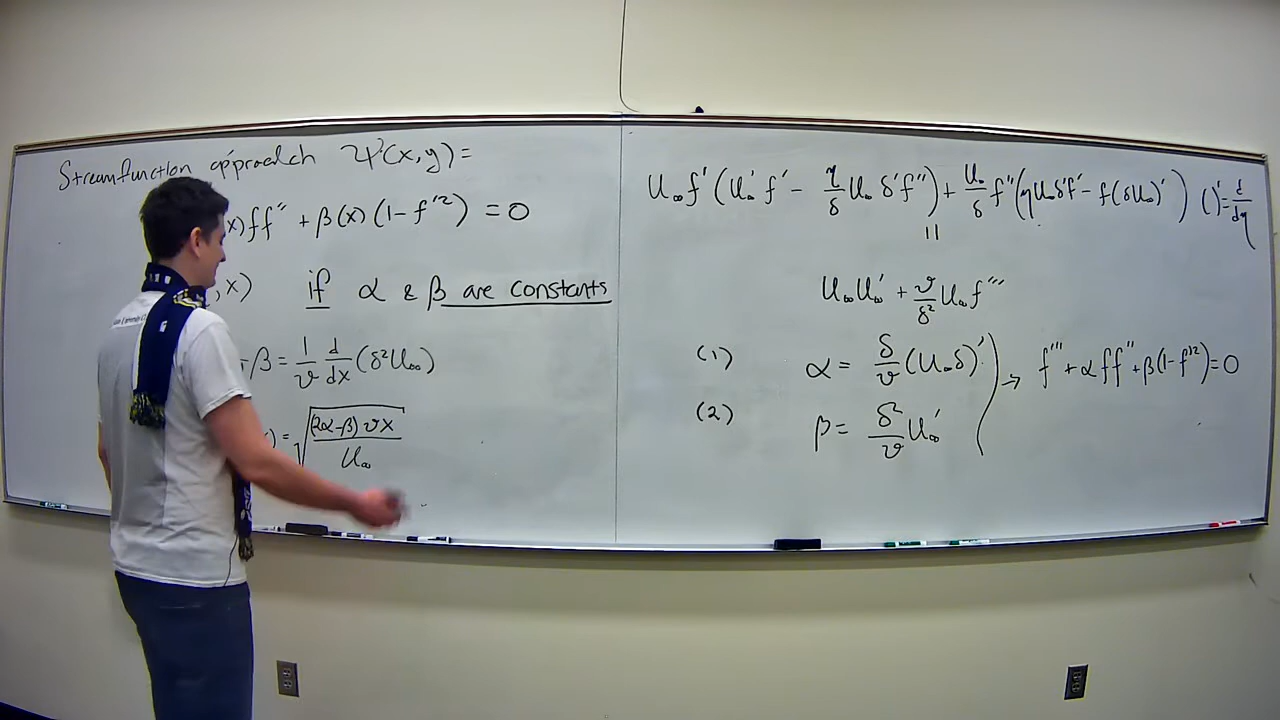 Streamfunction approach Ψ(x,y)=
x)ff'' + β(x)(1-f'²) = 0
, x) if α & β are constants
-β = 1/ν d/dx (δ²U∞)
) = √((2α-β)νx / U∞)
U∞f'(U∞'f' - η/δ U∞δ'f'') + U∞/δ f''(ηU∞δ'f' - f(δU∞)') ( )' = d/dη
||
U∞U∞' + ν/δ² U∞f'''
(1) α = δ/ν (U∞δ)' → f''' + αff'' + β(1-f'²) = 0
(2) β = δ²/ν U∞'